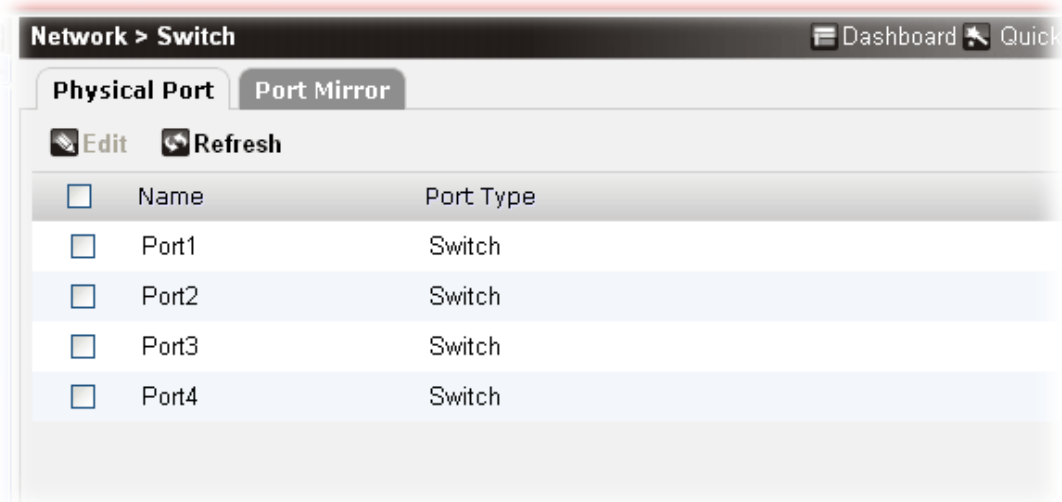 Network > Switch Dashboard Quick
Physical Port Port Mirror
Edit Refresh
Name Port Type
Port1 Switch
Port2 Switch
Port3 Switch
Port4 Switch